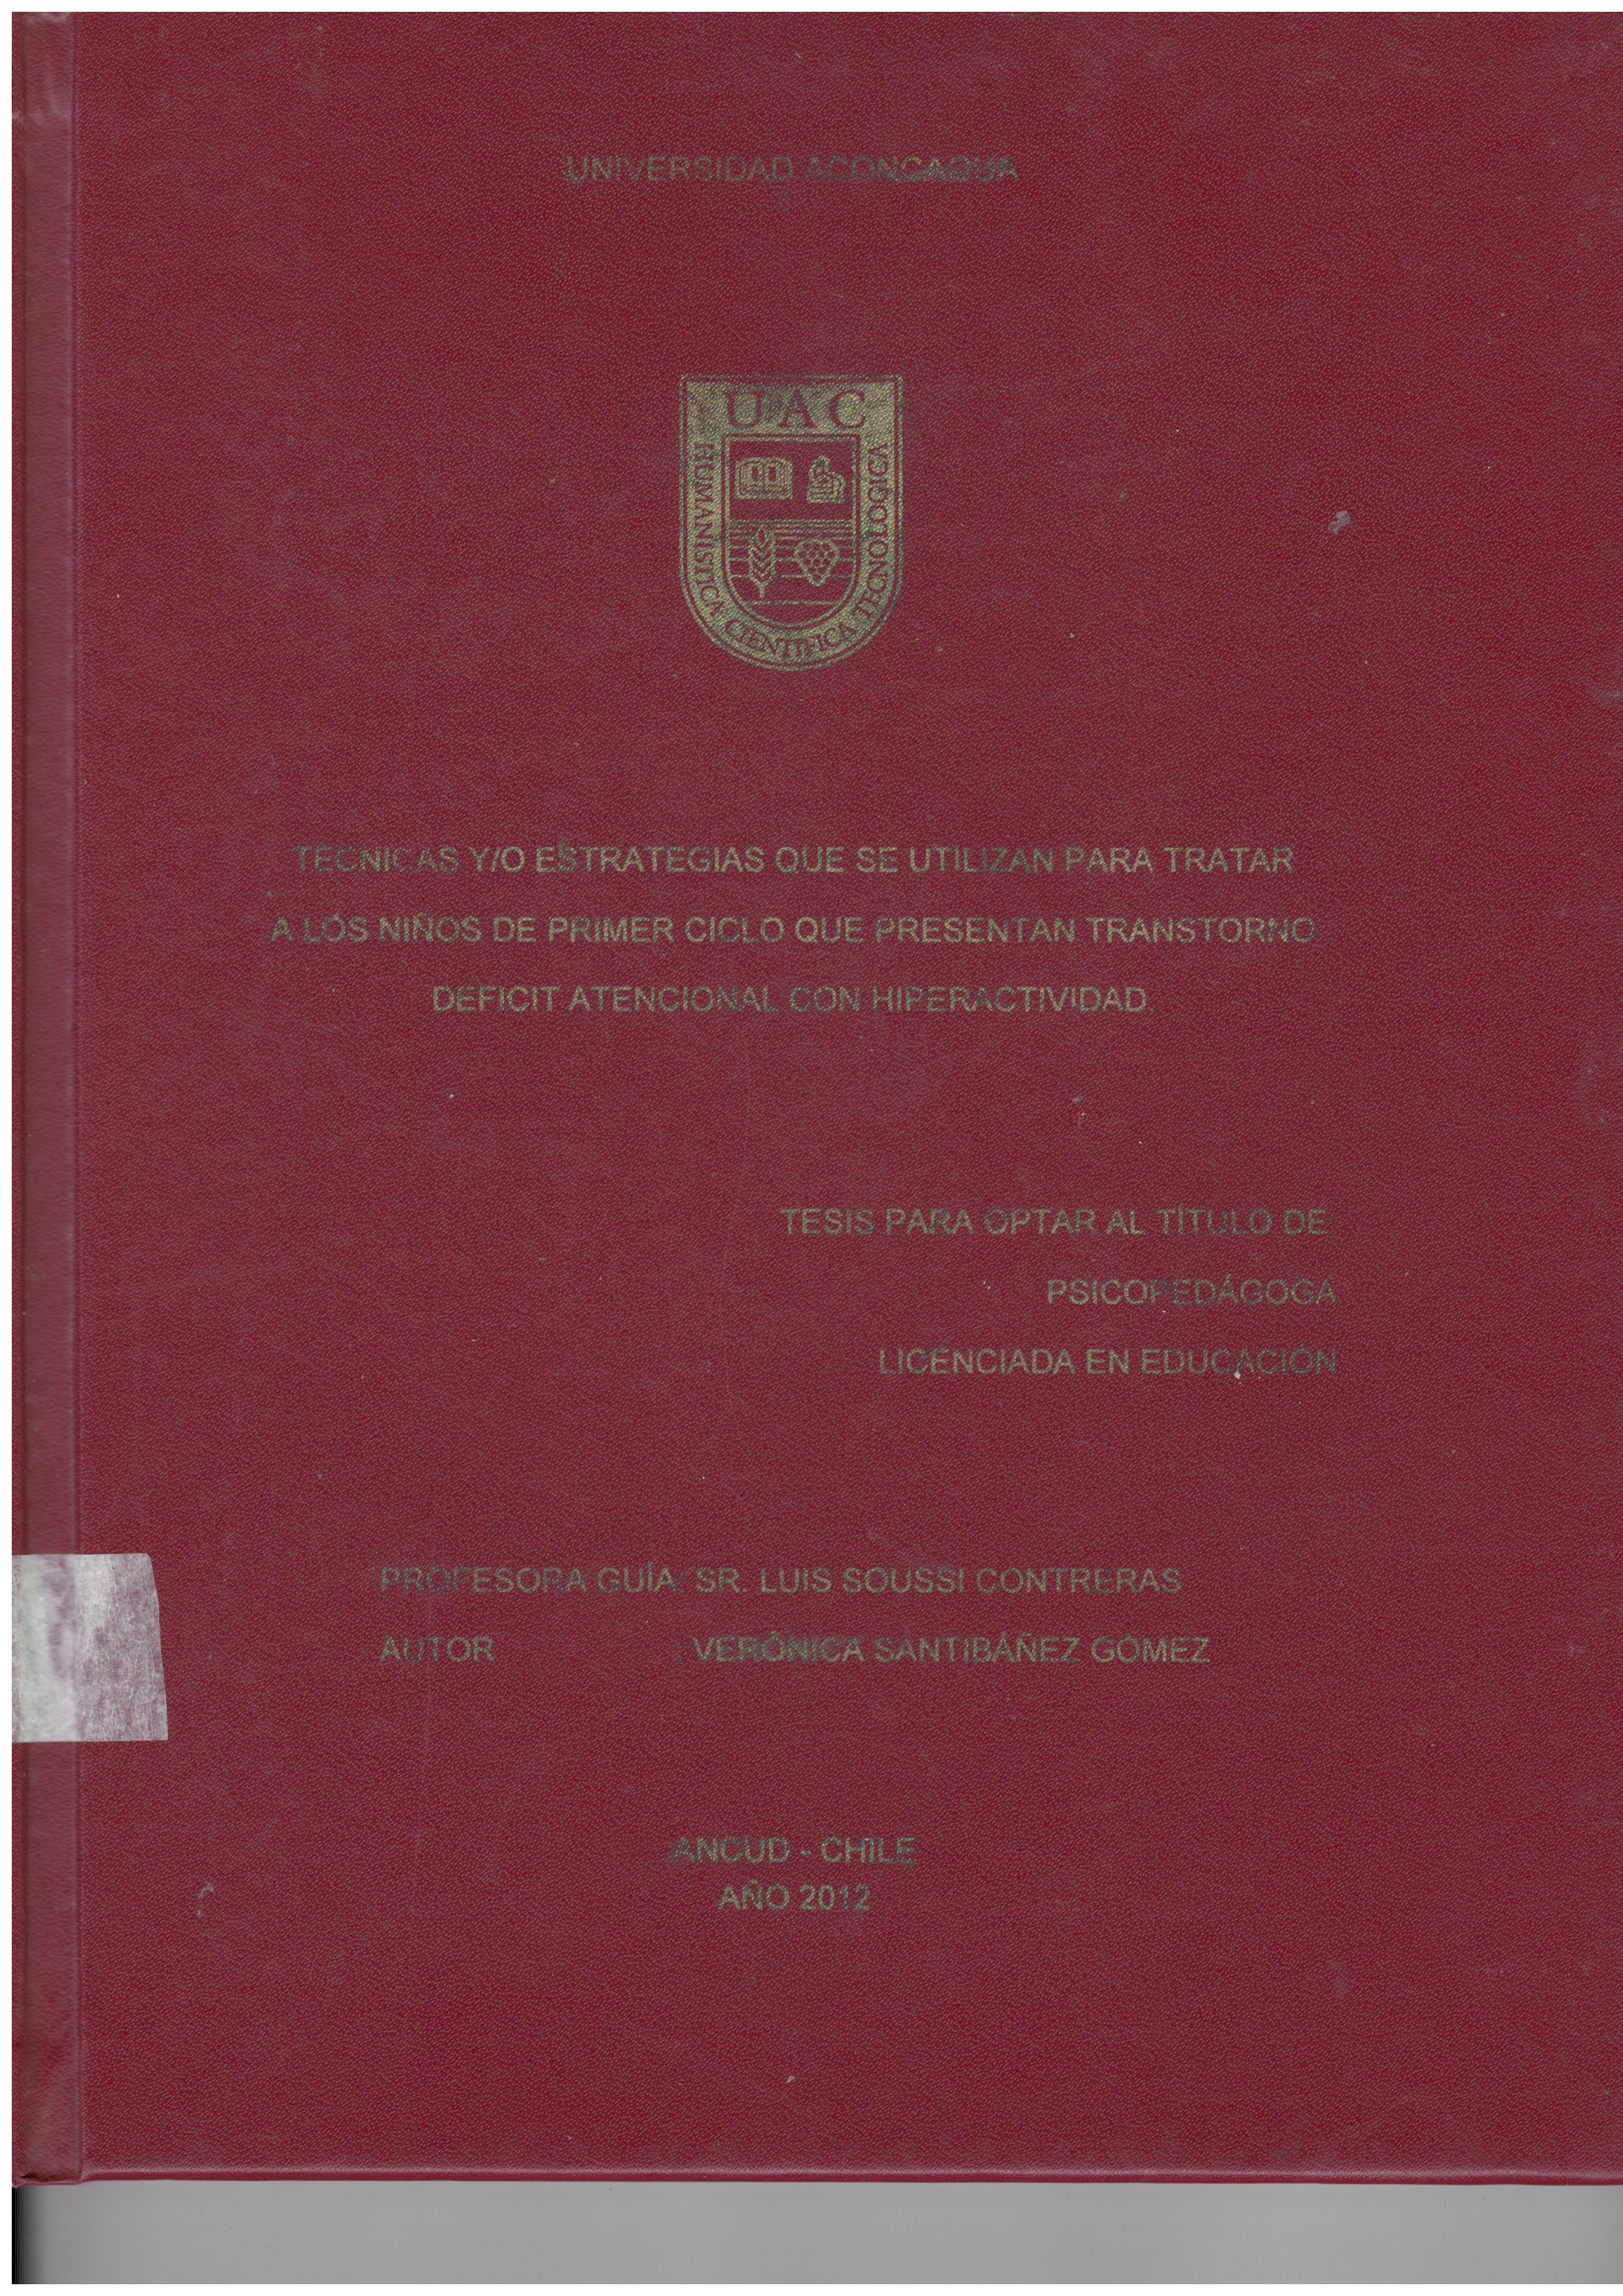 UNIVERSIDAD ACONCAGUA
UAC
HUMANISTICA CIENTIFICA TECNOLOGICA
TÉCNICAS Y/O ESTRATEGIAS QUE SE UTILIZAN PARA TRATAR
A LOS NIÑOS DE PRIMER CICLO QUE PRESENTAN TRANSTORNO
DEFICIT ATENCIONAL CON HIPERACTIVIDAD.
TESIS PARA OPTAR AL TÍTULO DE:
PSICOPEDÁGOGA
LICENCIADA EN EDUCACIÓN
PROFESORA GUÍA: SR. LUIS SOUSSI CONTRERAS
AUTOR : VERÓNICA SANTIBÁÑEZ GÓMEZ
ANCUD - CHILE
AÑO 2012